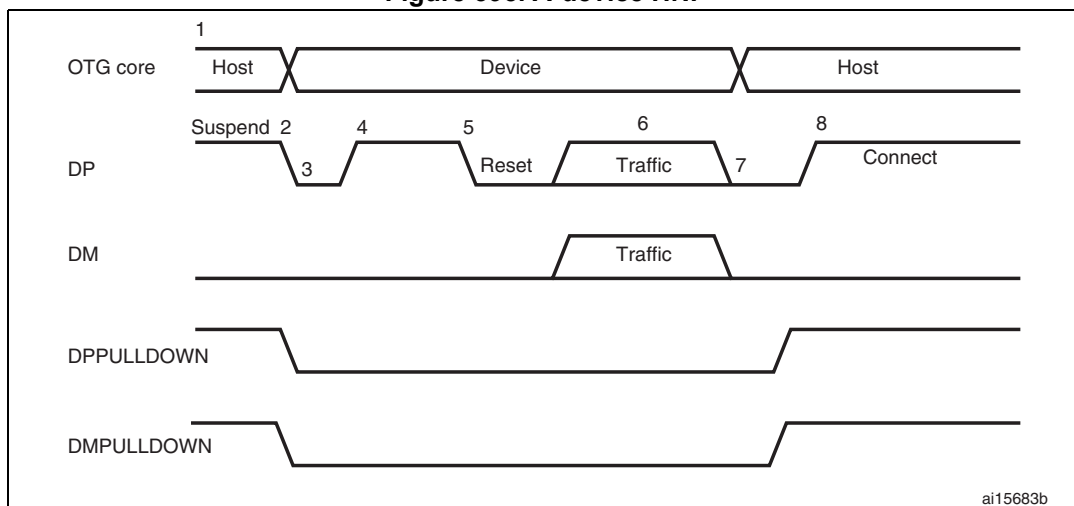 1
OTG core Host Device Host
Suspend 2 4 5 6 8
DP 3 Reset Traffic 7 Connect
DM Traffic
DPPULLDOWN
DMPULLDOWN
ai15683b